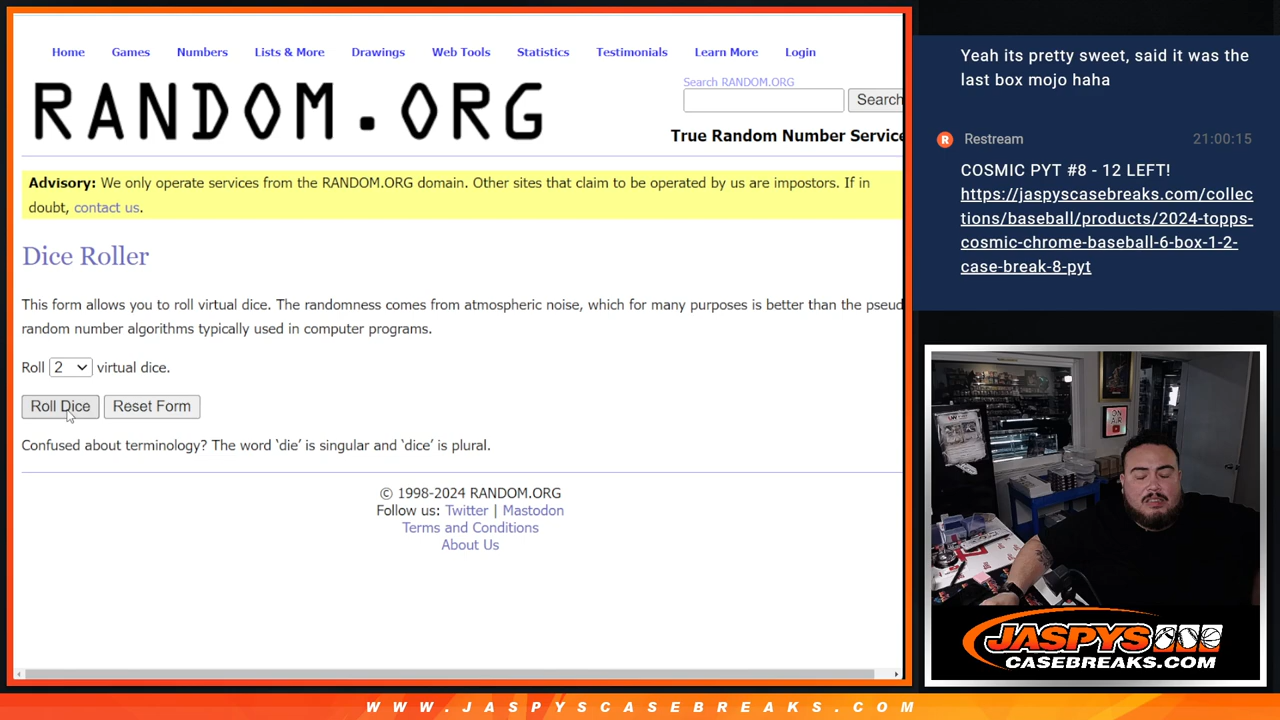 Home Games Numbers Lists & More Drawings Web Tools Statistics Testimonials Learn More Login
RANDOM.ORG
Search RANDOM.ORG
Search
True Random Number Service
Advisory: We only operate services from the RANDOM.ORG domain. Other sites that claim to be operated by us are impostors. If in
doubt, contact us.
Dice Roller
This form allows you to roll virtual dice. The randomness comes from atmospheric noise, which for many purposes is better than the pseud
random number algorithms typically used in computer programs.
Roll 2 virtual dice.
Roll Dice Reset Form
Confused about terminology? The word ‘die’ is singular and ‘dice’ is plural.
© 1998-2024 RANDOM.ORG
Follow us: Twitter | Mastodon
Terms and Conditions
About Us
Yeah its pretty sweet, said it was the
last box mojo haha
R Restream 21:00:15
COSMIC PYT #8 - 12 LEFT!
https://jaspyscasebreaks.com/collec
tions/baseball/products/2024-topps-
cosmic-chrome-baseball-6-box-1-2-
case-break-8-pyt
ON
AIR
JASPYS
CASEBREAKS.COM
WWW.JASPYSCASEBREAKS.COM